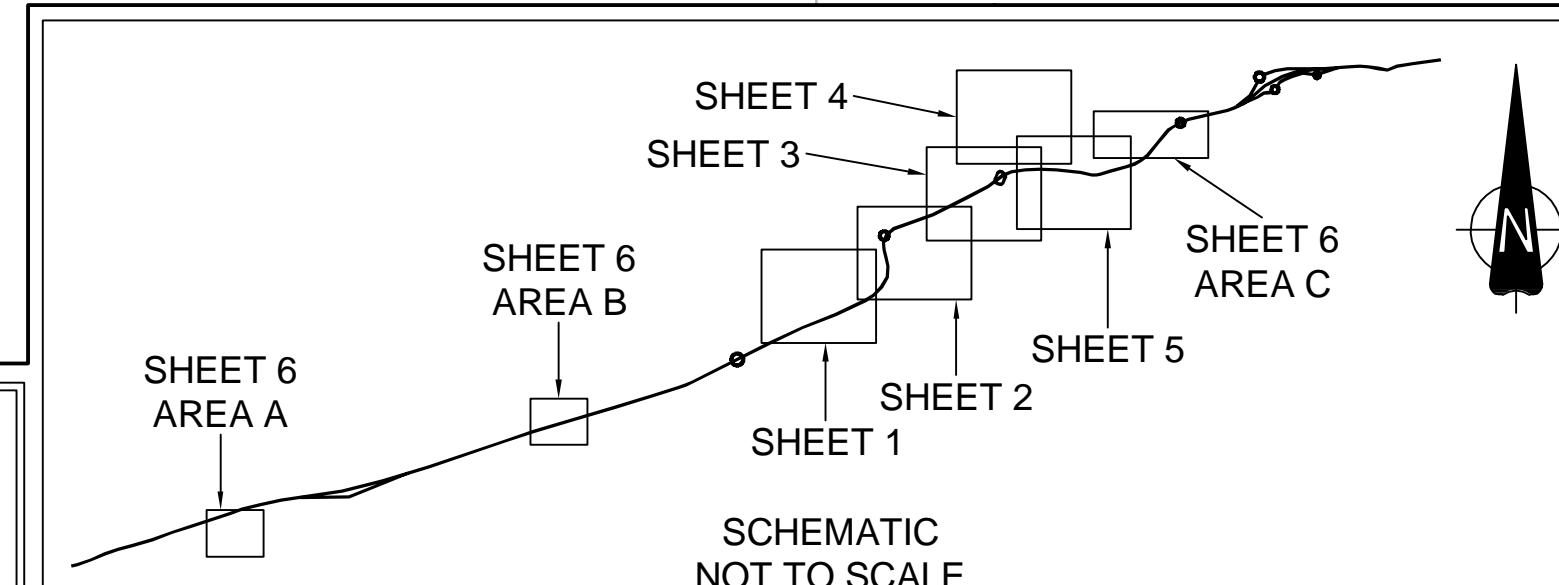 SHEET 4
SHEET 3
SHEET 6
AREA B
SHEET 6
AREA C
N
SHEET 5
SHEET 6
AREA A
SHEET 2
SHEET 1
SCHEMATIC
NOT TO SCALE